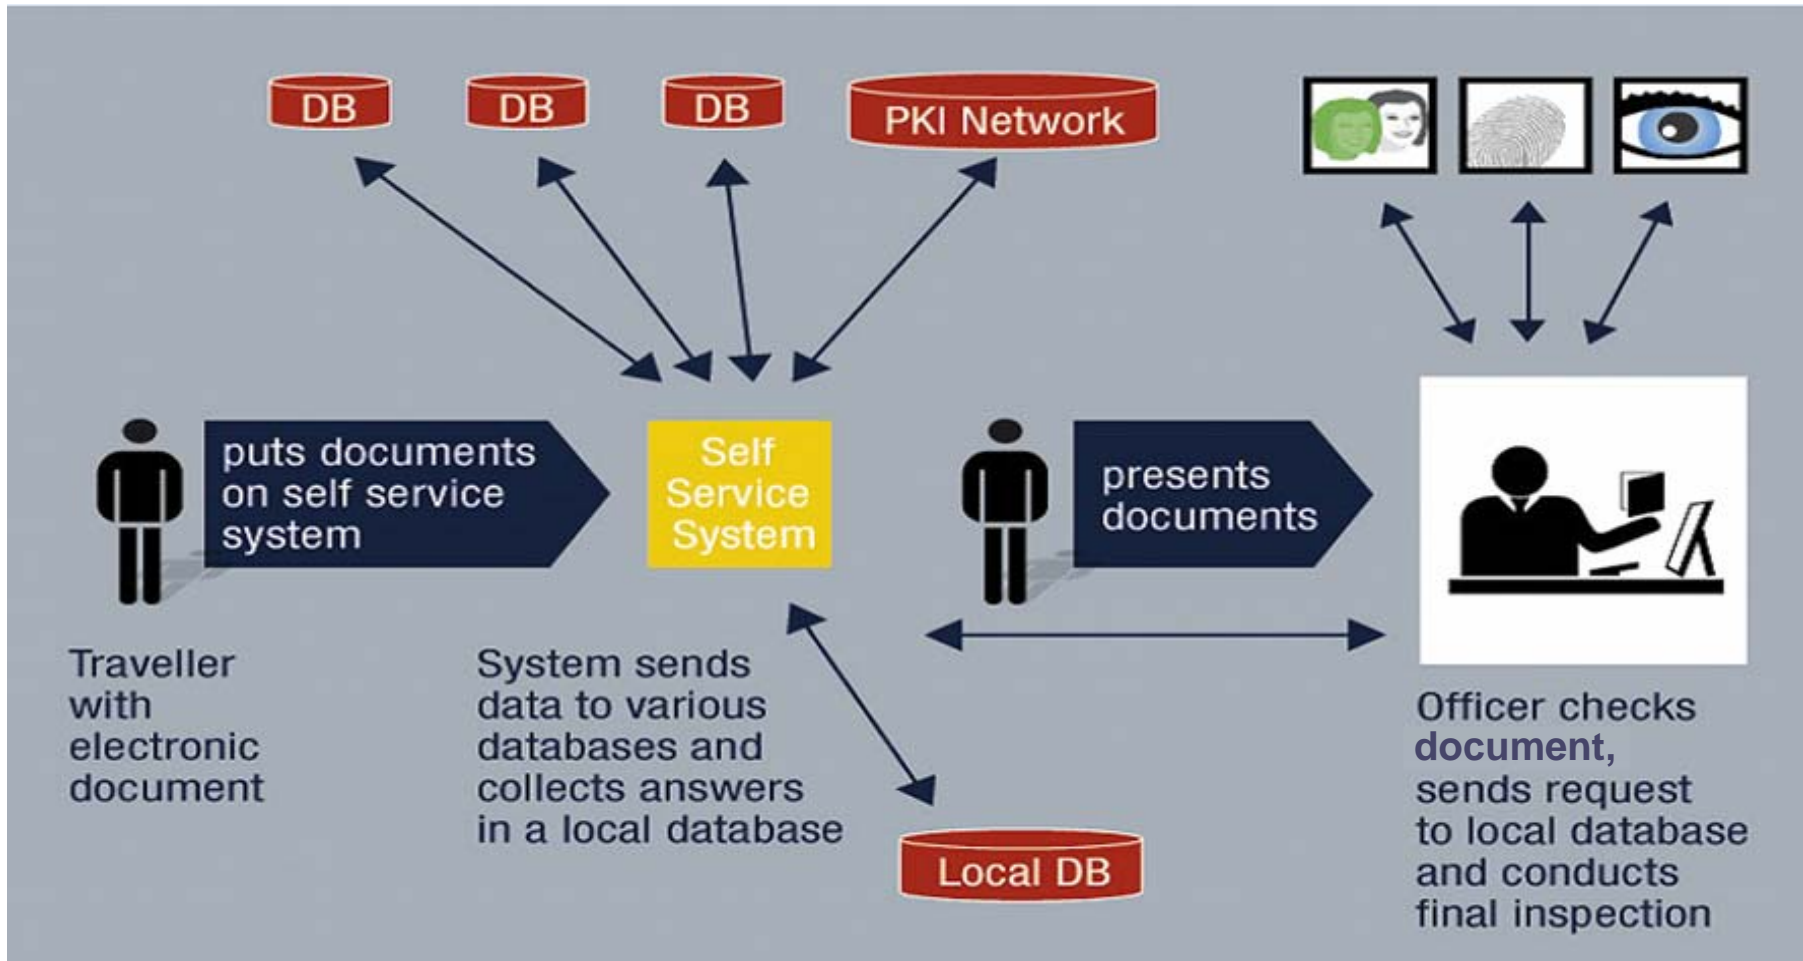 DB
DB
DB
PKI Network
puts documents
on self service
system
Self
Service
System
presents
documents
Traveller
with
electronic
document
System sends
data to various
databases and
collects answers
in a local database
Local DB
Officer checks
document,
sends request
to local database
and conducts
final inspection